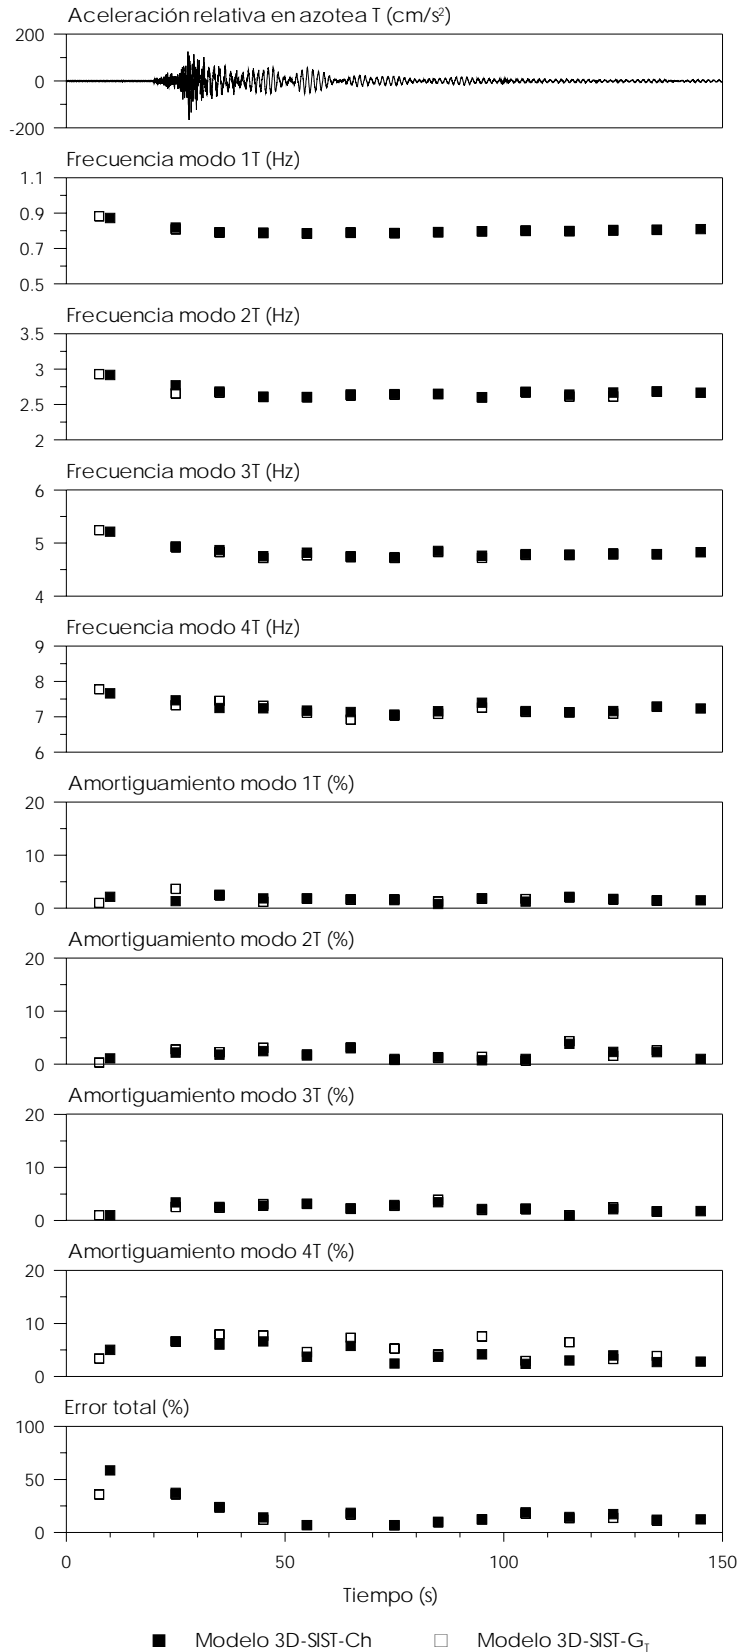 Aceleración relativa en azotea T (cm/s²)
200
0
-200
Frecuencia modo 1T (Hz)
1.1
0.9
0.7
0.5
Frecuencia modo 2T (Hz)
3.5
3
2.5
2
Frecuencia modo 3T (Hz)
6
5
4
Frecuencia modo 4T (Hz)
9
8
7
6
Amortiguamiento modo 1T (%)
20
10
0
Amortiguamiento modo 2T (%)
20
10
0
Amortiguamiento modo 3T (%)
20
10
0
Amortiguamiento modo 4T (%)
20
10
0
Error total (%)
100
50
0
0 50 100 150
Tiempo (s)
Modelo 3D-SIST-Ch Modelo 3D-SIST-G_T